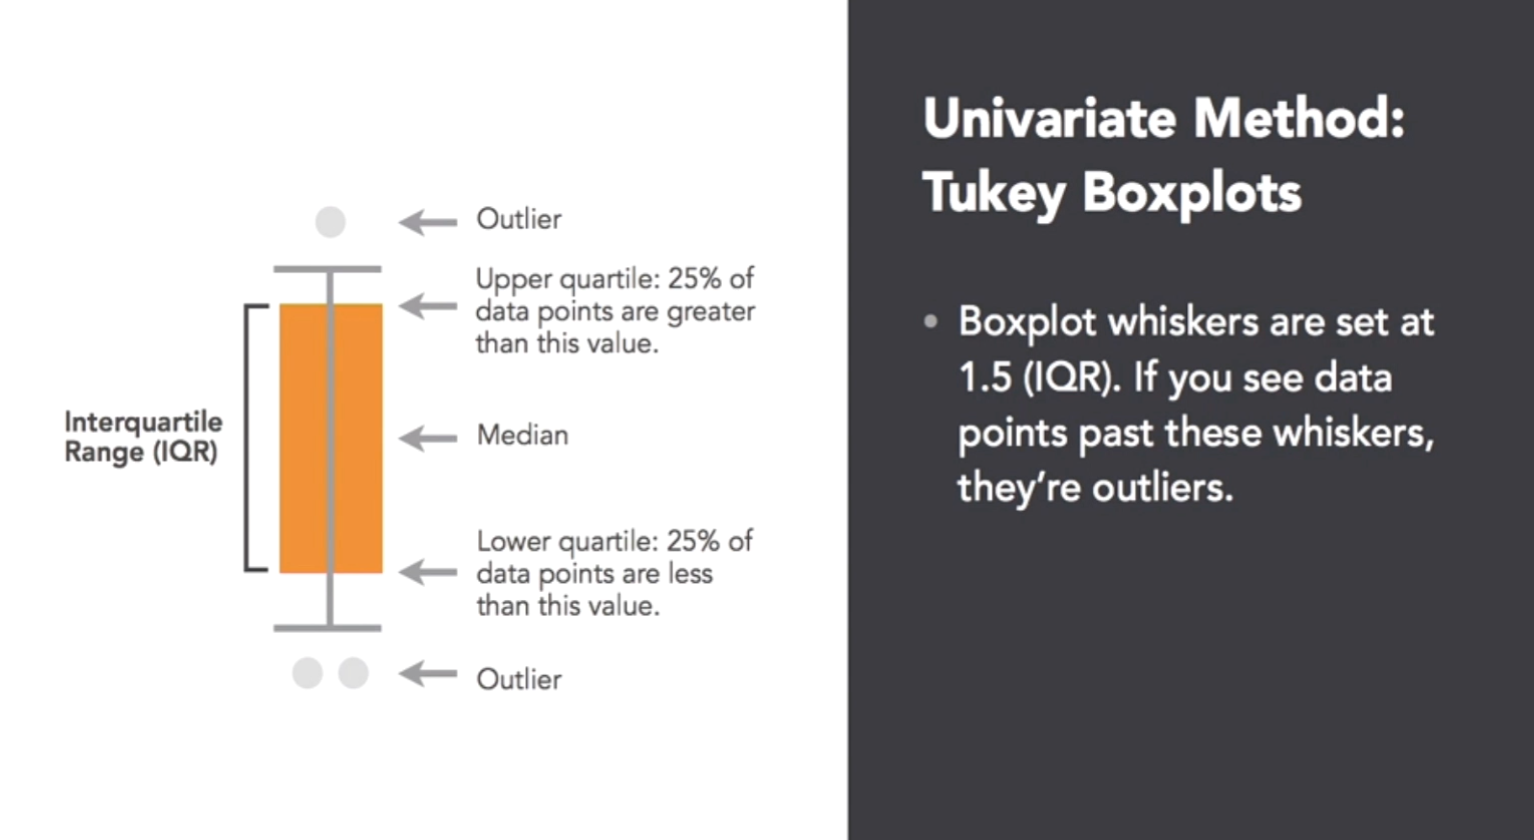 Univariate Method:
Tukey Boxplots
• Boxplot whiskers are set at
1.5 (IQR). If you see data
points past these whiskers,
they're outliers.
Outlier
Upper quartile: 25% of
data points are greater
than this value.
Interquartile
Range (IQR)
Median
Lower quartile: 25% of
data points are less
than this value.
Outlier